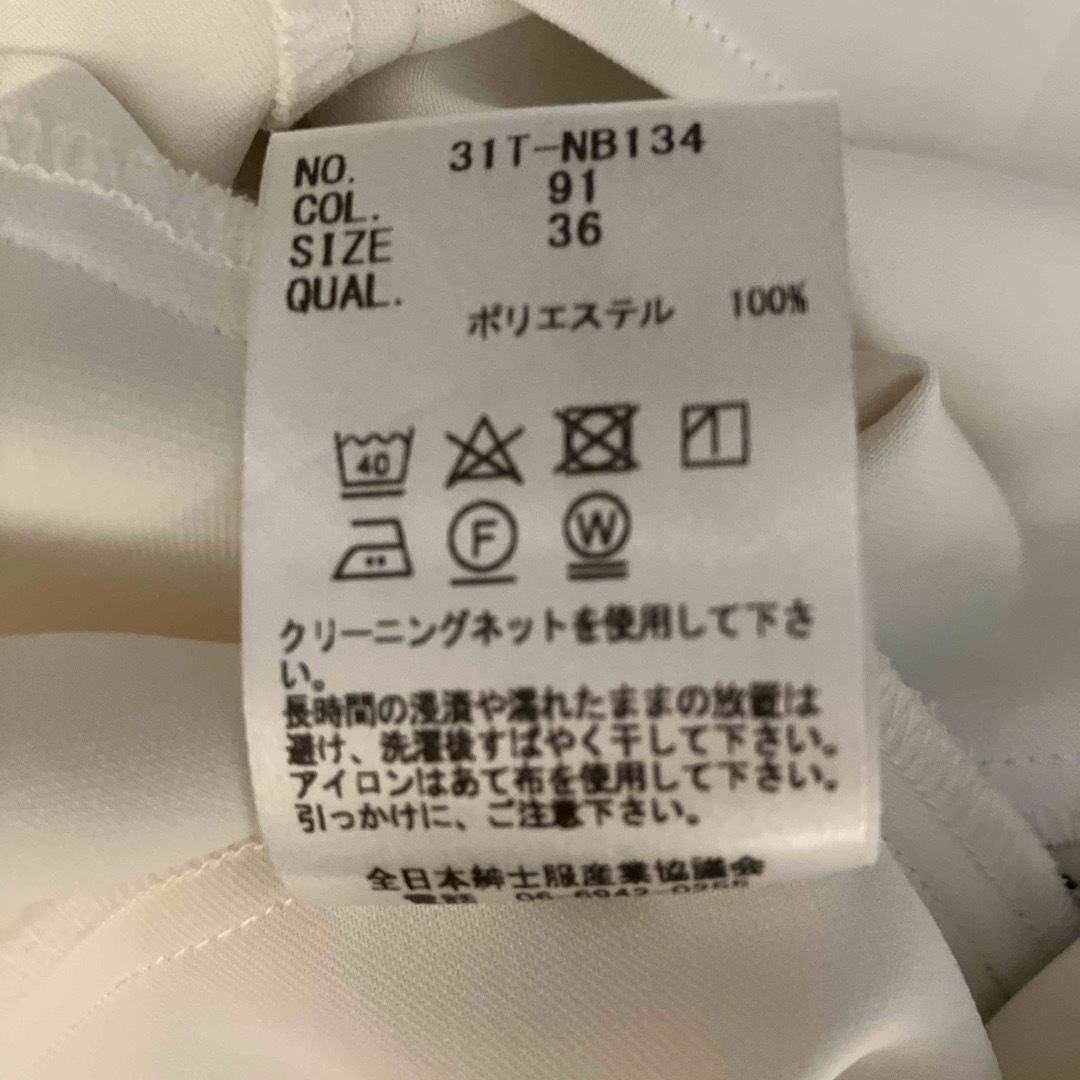 NO. 31T-NB134
COL. 91
SIZE 36
QUAL.
ポリエステル 100%
40
F W
クリーニングネットを使用して下さ
い。
長時間の浸漬や濡れたままの放置は
避け、洗濯後すばやく干して下さい。
アイロンはあて布を使用して下さい。
引っかけに、ご注意下さい。
全日本紳士服産業協議会
電話 06-6942-0266